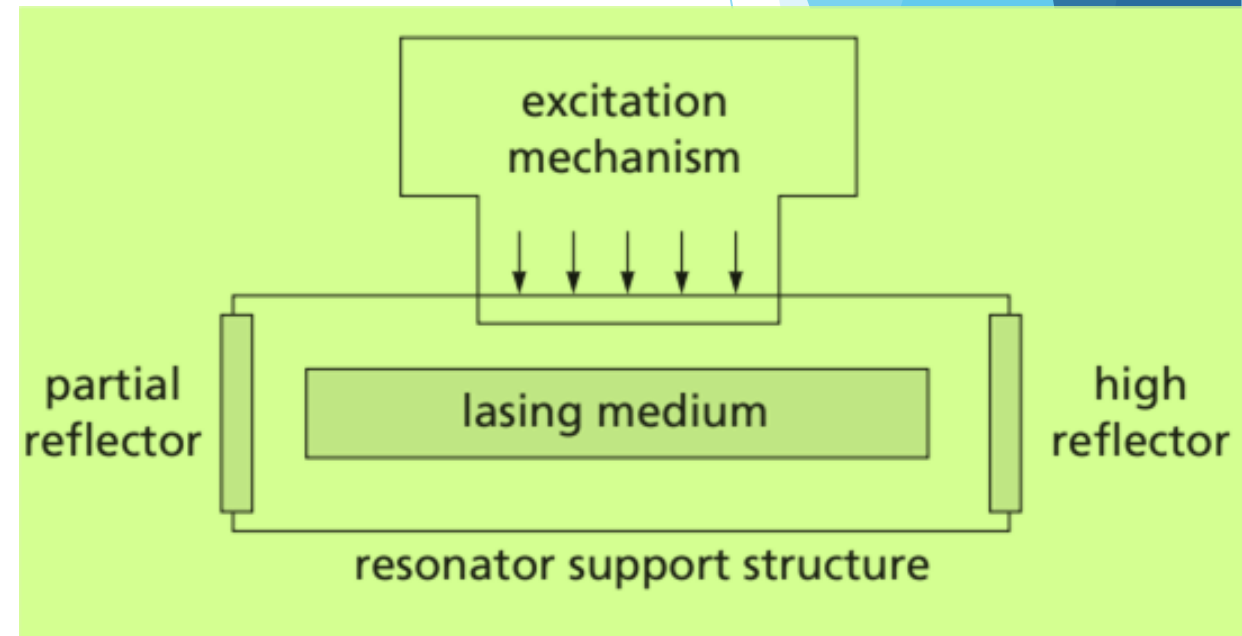 excitation
mechanism
partial
reflector
lasing medium
high
reflector
resonator support structure